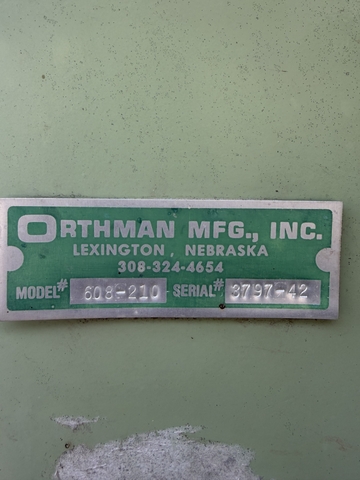 ORTHMAN MFG., INC.
LEXINGTON, NEBRASKA
308-324-4654
MODEL# 608-210 SERIAL# 3797-42